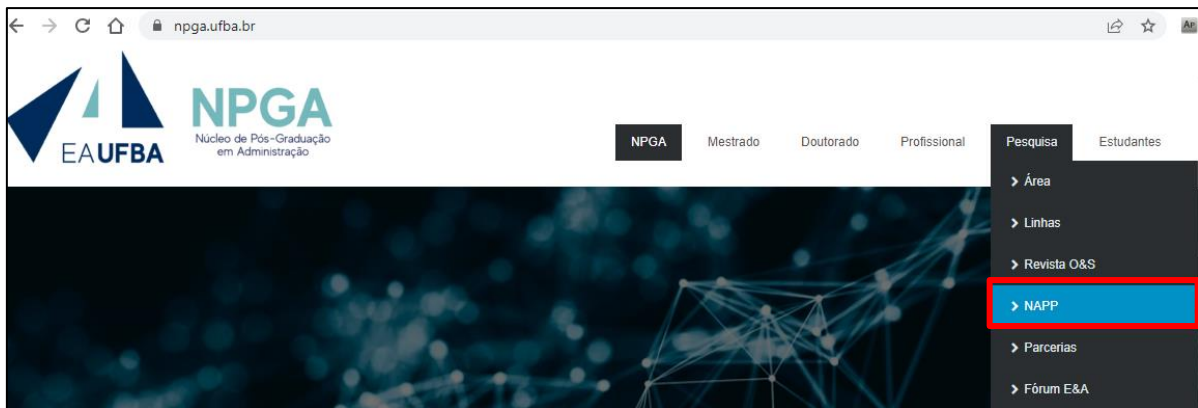 npga.ufba.br
EAUFBA
NPGA
Núcleo de Pós-Graduação
em Administração
NPGA Mestrado Doutorado Profissional Pesquisa Estudantes
Área
Linhas
Revista O&S
NAPP
Parcerias
Fórum E&A